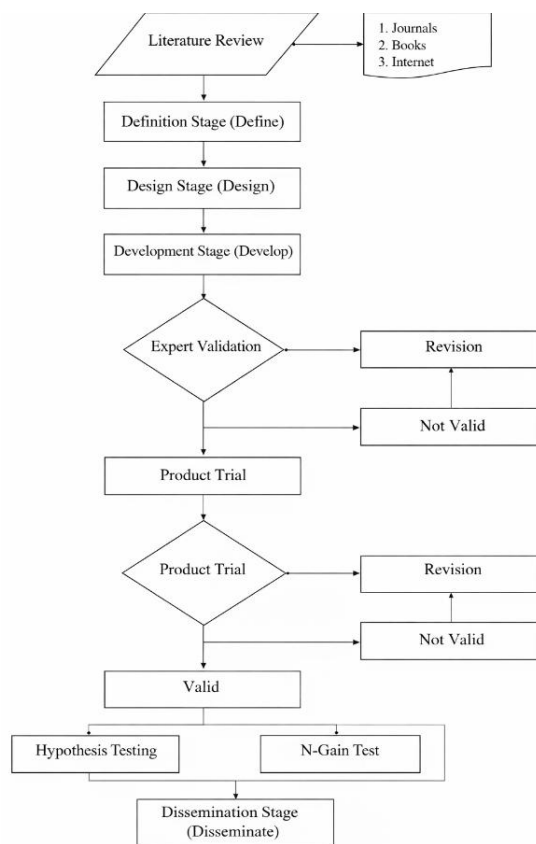 Literature Review
1. Journals
2. Books
3. Internet
Definition Stage (Define)
Design Stage (Design)
Development Stage (Develop)
Expert Validation
Revision
Not Valid
Product Trial
Product Trial
Revision
Not Valid
Valid
Hypothesis Testing
N-Gain Test
Dissemination Stage
(Disseminate)